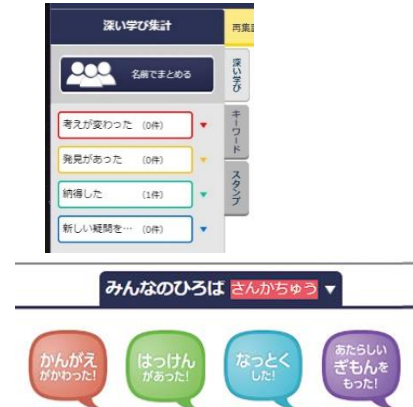 深い学び集計
再集
名前でまとめる
深い学び
考えが変わった (0件) ▼
キーワード
発見があった (0件) ▼
納得した (1件) ▼
スタンプ
新しい疑問を… (0件) ▼
みんなのひろば さんかちゅう ▼
かんがえ
がかわった!
はっけん
があった!
なっとく
した!
あたらしい
ぎもんを
もった!